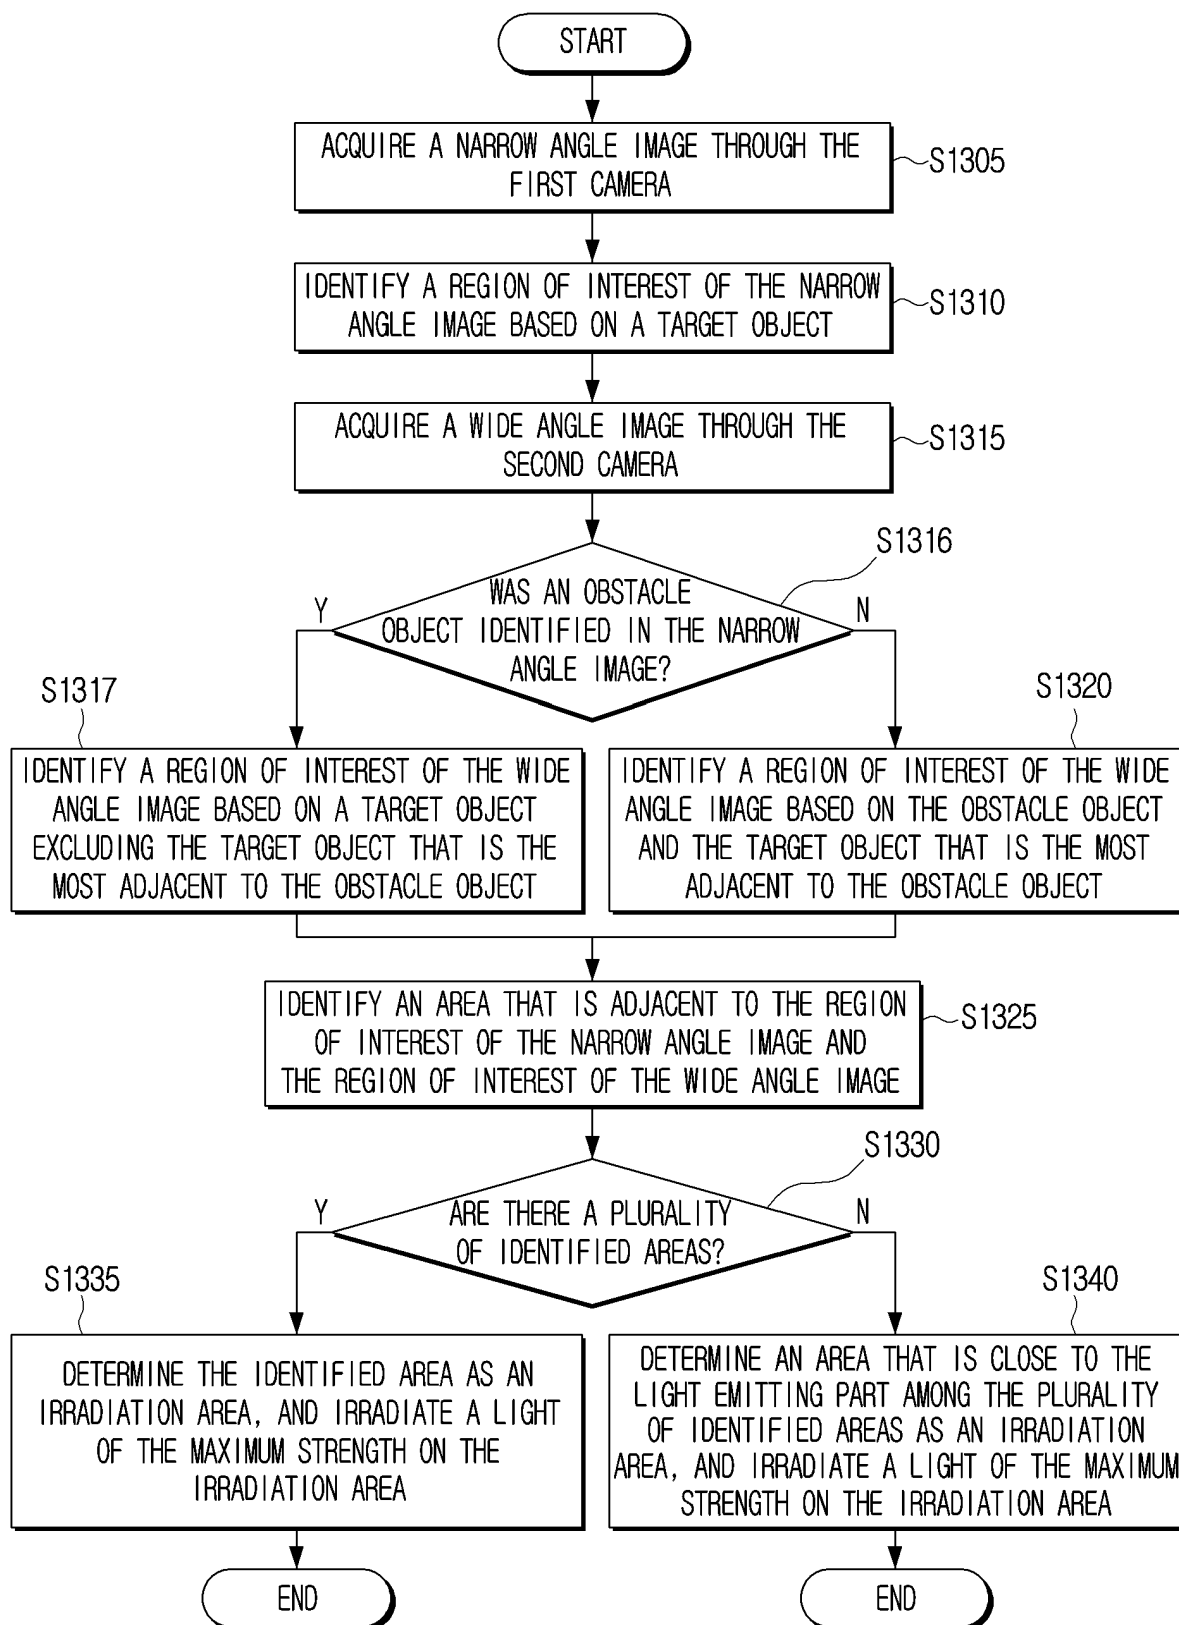 START
ACQUIRE A NARROW ANGLE IMAGE THROUGH THE
FIRST CAMERA
S1305
IDENTIFY A REGION OF INTEREST OF THE NARROW
ANGLE IMAGE BASED ON A TARGET OBJECT
S1310
ACQUIRE A WIDE ANGLE IMAGE THROUGH THE
SECOND CAMERA
S1315
S1316
WAS AN OBSTACLE
OBJECT IDENTIFIED IN THE NARROW
ANGLE IMAGE?
Y
N
S1317
IDENTIFY A REGION OF INTEREST OF THE WIDE
ANGLE IMAGE BASED ON A TARGET OBJECT
EXCLUDING THE TARGET OBJECT THAT IS THE
MOST ADJACENT TO THE OBSTACLE OBJECT
S1320
IDENTIFY A REGION OF INTEREST OF THE WIDE
ANGLE IMAGE BASED ON THE OBSTACLE OBJECT
AND THE TARGET OBJECT THAT IS THE MOST
ADJACENT TO THE OBSTACLE OBJECT
IDENTIFY AN AREA THAT IS ADJACENT TO THE REGION
OF INTEREST OF THE NARROW ANGLE IMAGE AND
THE REGION OF INTEREST OF THE WIDE ANGLE IMAGE
S1325
S1330
ARE THERE A PLURALITY
OF IDENTIFIED AREAS?
Y
N
S1335
DETERMINE THE IDENTIFIED AREA AS AN
IRRADIATION AREA, AND IRRADIATE A LIGHT
OF THE MAXIMUM STRENGTH ON THE
IRRADIATION AREA
S1340
DETERMINE AN AREA THAT IS CLOSE TO THE
LIGHT EMITTING PART AMONG THE PLURALITY
OF IDENTIFIED AREAS AS AN IRRADIATION
AREA, AND IRRADIATE A LIGHT OF THE MAXIMUM
STRENGTH ON THE IRRADIATION AREA
END
END